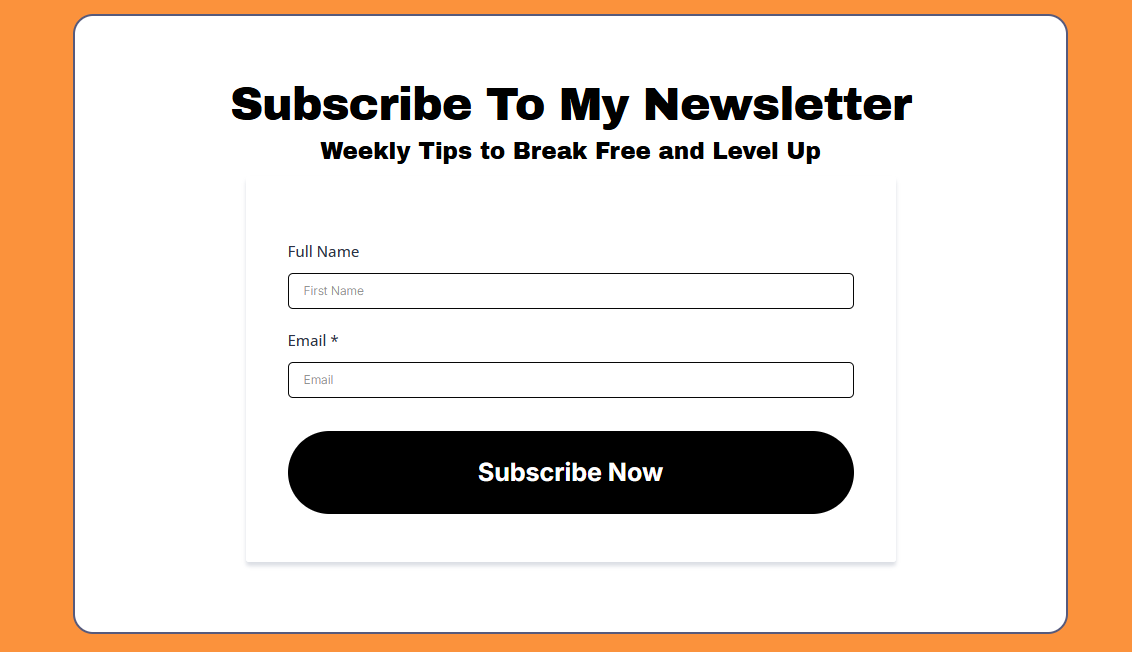 Subscribe To My Newsletter
Weekly Tips to Break Free and Level Up
Full Name
First Name
Email *
Email
Subscribe Now